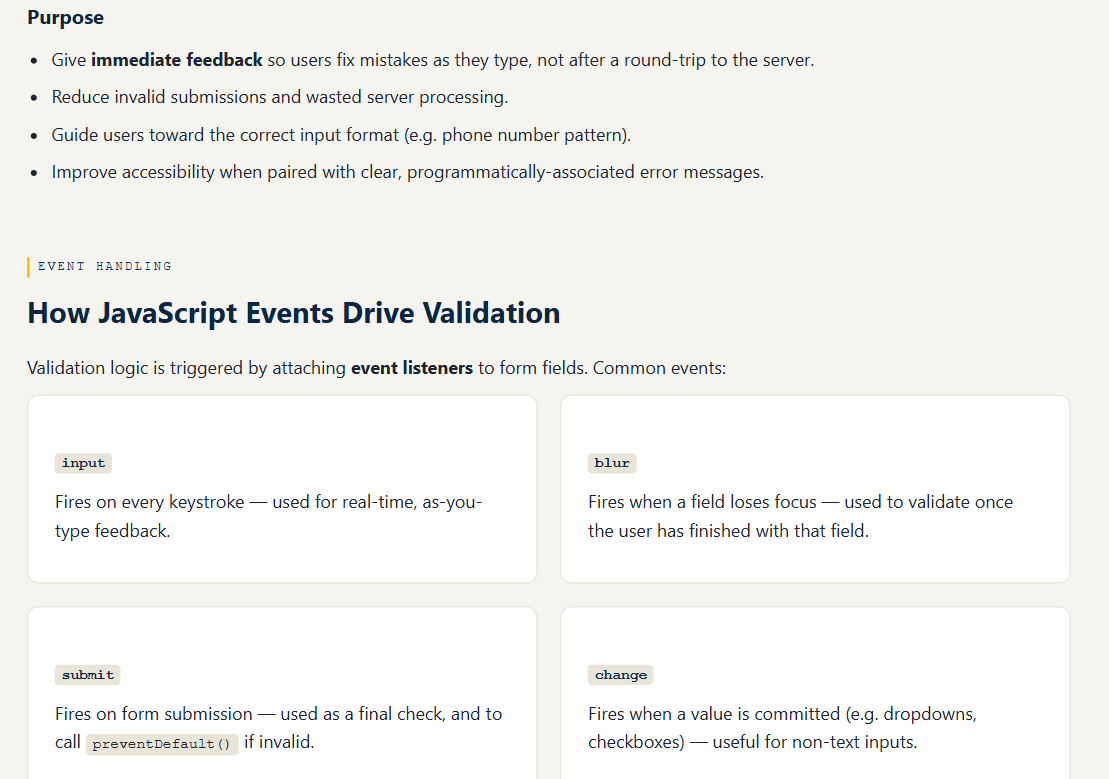 Purpose
• Give immediate feedback so users fix mistakes as they type, not after a round-trip to the server.
• Reduce invalid submissions and wasted server processing.
• Guide users toward the correct input format (e.g. phone number pattern).
• Improve accessibility when paired with clear, programmatically-associated error messages.
EVENT HANDLING
How JavaScript Events Drive Validation
Validation logic is triggered by attaching event listeners to form fields. Common events:
input
Fires on every keystroke — used for real-time, as-you-
type feedback.
blur
Fires when a field loses focus — used to validate once
the user has finished with that field.
submit
Fires on form submission — used as a final check, and to
call preventDefault() if invalid.
change
Fires when a value is committed (e.g. dropdowns,
checkboxes) — useful for non-text inputs.